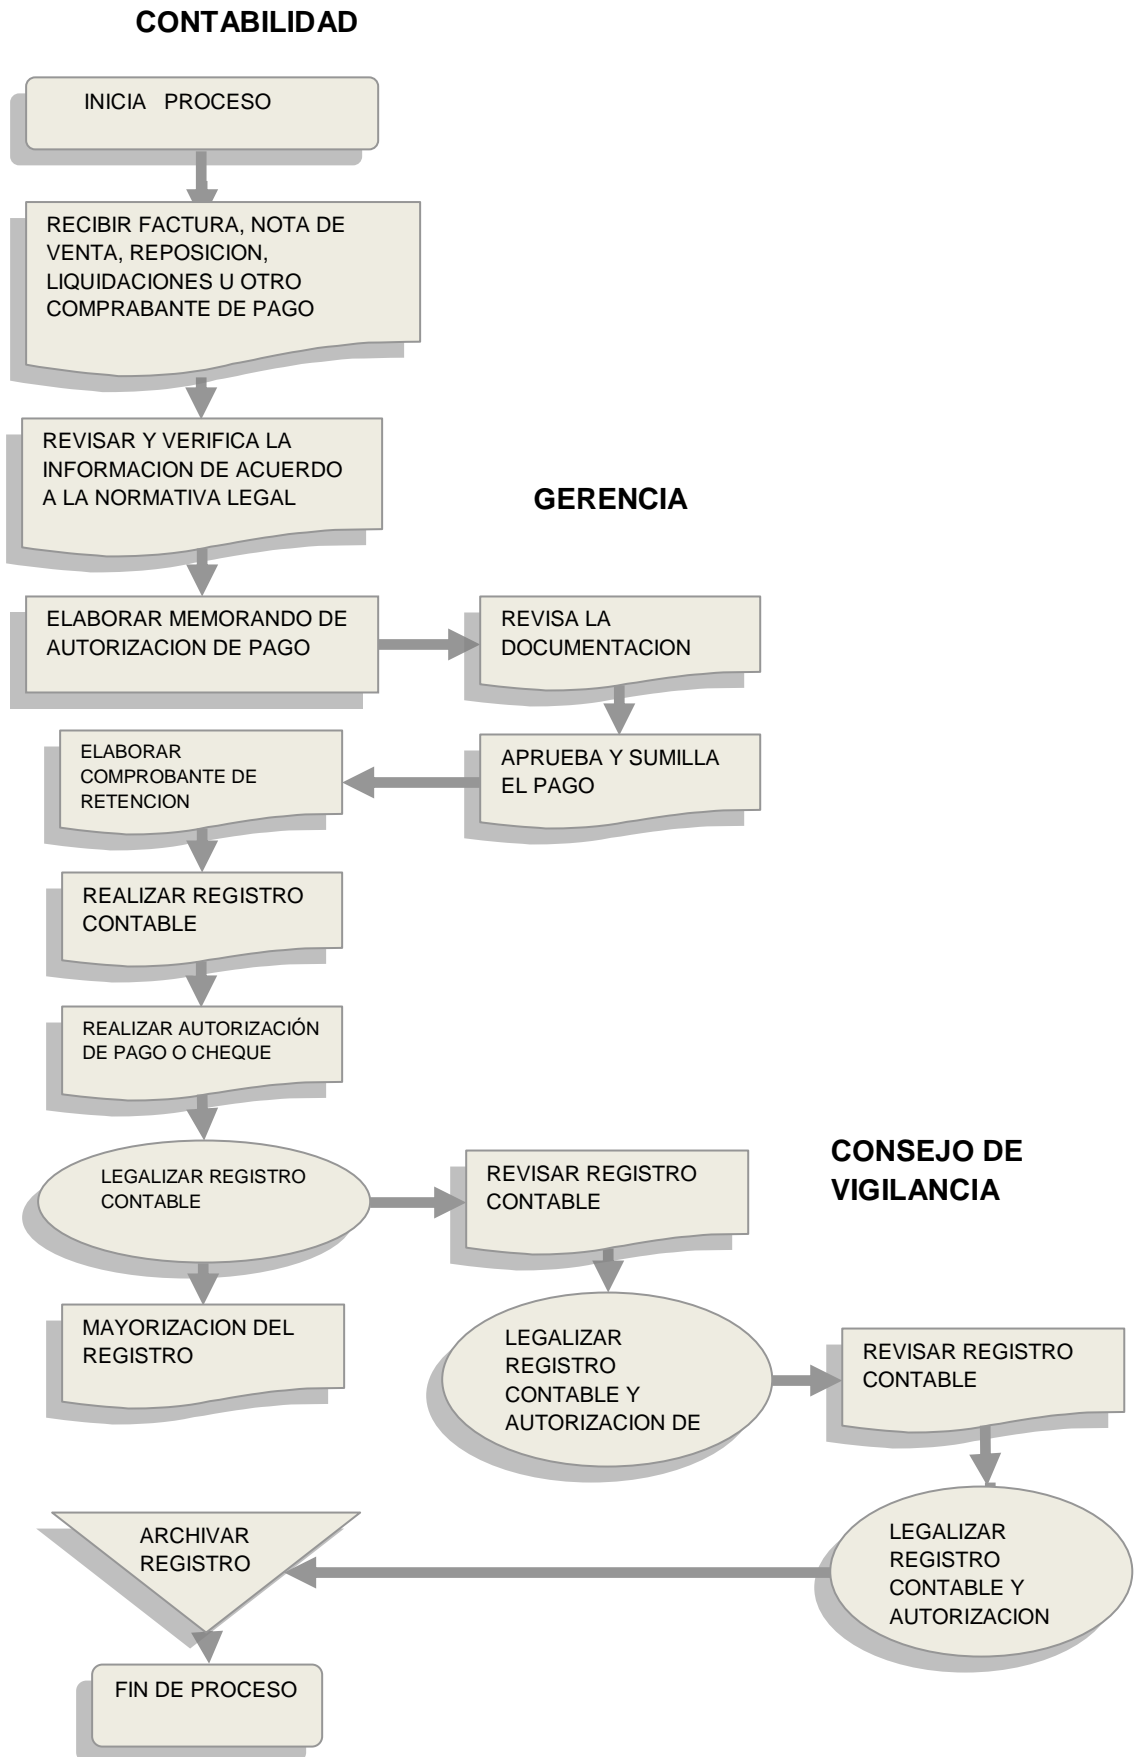 CONTABILIDAD
INICIA PROCESO
RECIBIR FACTURA, NOTA DE
VENTA, REPOSICION,
LIQUIDACIONES U OTRO
COMPRABANTE DE PAGO
REVISAR Y VERIFICA LA
INFORMACION DE ACUERDO
A LA NORMATIVA LEGAL
GERENCIA
ELABORAR MEMORANDO DE
AUTORIZACION DE PAGO
REVISA LA
DOCUMENTACION
APRUEBA Y SUMILLA
EL PAGO
ELABORAR
COMPROBANTE DE
RETENCION
REALIZAR REGISTRO
CONTABLE
REALIZAR AUTORIZACIÓN
DE PAGO O CHEQUE
LEGALIZAR REGISTRO
CONTABLE
REVISAR REGISTRO
CONTABLE
CONSEJO DE
VIGILANCIA
MAYORIZACION DEL
REGISTRO
LEGALIZAR
REGISTRO
CONTABLE Y
AUTORIZACION DE
REVISAR REGISTRO
CONTABLE
LEGALIZAR
REGISTRO
CONTABLE Y
AUTORIZACION
ARCHIVAR
REGISTRO
FIN DE PROCESO